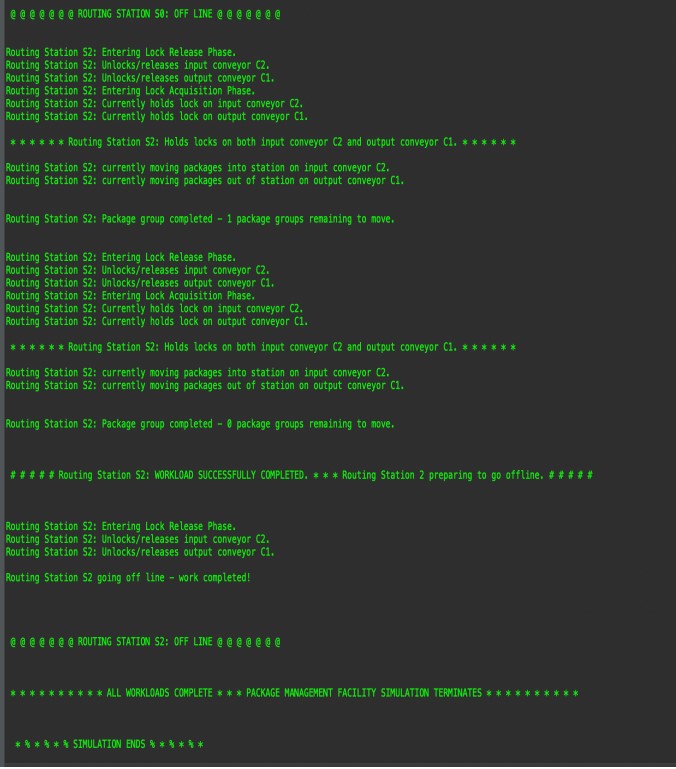 @ @ @ @ @ @ @ ROUTING STATION S0: OFF LINE @ @ @ @ @ @ @
Routing Station S2: Entering Lock Release Phase.
Routing Station S2: Unlocks/releases input conveyor C2.
Routing Station S2: Unlocks/releases output conveyor C1.
Routing Station S2: Entering Lock Acquisition Phase.
Routing Station S2: Currently holds lock on input conveyor C2.
Routing Station S2: Currently holds lock on output conveyor C1.
* * * * * * Routing Station S2: Holds locks on both input conveyor C2 and output conveyor C1. * * * * * *
Routing Station S2: currently moving packages into station on input conveyor C2.
Routing Station S2: currently moving packages out of station on output conveyor C1.
Routing Station S2: Package group completed – 1 package groups remaining to move.
Routing Station S2: Entering Lock Release Phase.
Routing Station S2: Unlocks/releases input conveyor C2.
Routing Station S2: Unlocks/releases output conveyor C1.
Routing Station S2: Entering Lock Acquisition Phase.
Routing Station S2: Currently holds lock on input conveyor C2.
Routing Station S2: Currently holds lock on output conveyor C1.
* * * * * * Routing Station S2: Holds locks on both input conveyor C2 and output conveyor C1. * * * * * *
Routing Station S2: currently moving packages into station on input conveyor C2.
Routing Station S2: currently moving packages out of station on output conveyor C1.
Routing Station S2: Package group completed – 0 package groups remaining to move.
# # # # # Routing Station S2: WORKLOAD SUCCESSFULLY COMPLETED. * * * Routing Station 2 preparing to go offline. # # # # #
Routing Station S2: Entering Lock Release Phase.
Routing Station S2: Unlocks/releases input conveyor C2.
Routing Station S2: Unlocks/releases output conveyor C1.
Routing Station S2 going off line – work completed!
@ @ @ @ @ @ @ ROUTING STATION S2: OFF LINE @ @ @ @ @ @ @
* * * * * * * * * * ALL WORKLOADS COMPLETE * * * PACKAGE MANAGEMENT FACILITY SIMULATION TERMINATES * * * * * * * * * *
* % * % * % SIMULATION ENDS % * % * % *